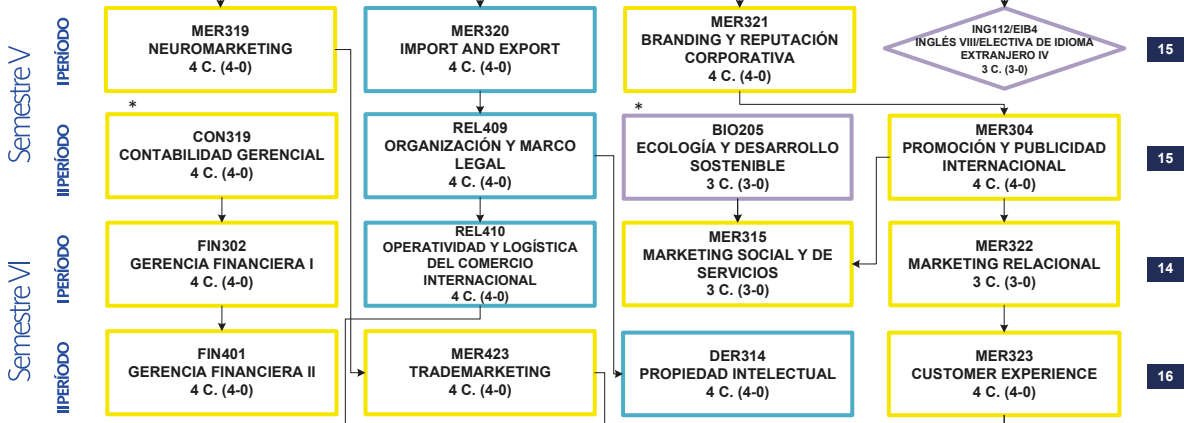 Semestre V
I PERÍODO
MER319
NEUROMARKETING
4 C. (4-0)
MER320
IMPORT AND EXPORT
4 C. (4-0)
MER321
BRANDING Y REPUTACIÓN
CORPORATIVA
4 C. (4-0)
ING112/EIB4
INGLÉS VIII/ELECTIVA DE IDIOMA
EXTRANJERO IV
3 C. (3-0)
15
II PERÍODO
*
CON319
CONTABILIDAD GERENCIAL
4 C. (4-0)
REL409
ORGANIZACIÓN Y MARCO
LEGAL
4 C. (4-0)
*
BIO205
ECOLOGÍA Y DESARROLLO
SOSTENIBLE
3 C. (3-0)
MER304
PROMOCIÓN Y PUBLICIDAD
INTERNACIONAL
4 C. (4-0)
15
Semestre VI
I PERÍODO
FIN302
GERENCIA FINANCIERA I
4 C. (4-0)
REL410
OPERATIVIDAD Y LOGÍSTICA
DEL COMERCIO
INTERNACIONAL
4 C. (4-0)
MER315
MARKETING SOCIAL Y DE
SERVICIOS
3 C. (3-0)
MER322
MARKETING RELACIONAL
3 C. (3-0)
14
II PERÍODO
FIN401
GERENCIA FINANCIERA II
4 C. (4-0)
MER423
TRADEMARKETING
4 C. (4-0)
DER314
PROPIEDAD INTELECTUAL
4 C. (4-0)
MER323
CUSTOMER EXPERIENCE
4 C. (4-0)
16